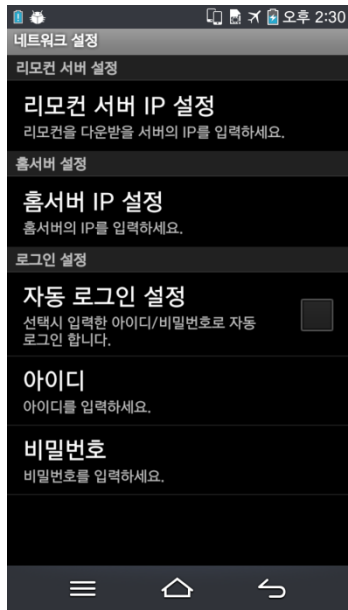 오후 2:30
네트워크 설정
리모컨 서버 설정
리모컨 서버 IP 설정
리모컨을 다운받을 서버의 IP를 입력하세요.
홈서버 설정
홈서버 IP 설정
홈서버의 IP를 입력하세요.
로그인 설정
자동 로그인 설정
선택시 입력한 아이디/비밀번호로 자동
로그인 합니다.
아이디
아이디를 입력하세요.
비밀번호
비밀번호를 입력하세요.